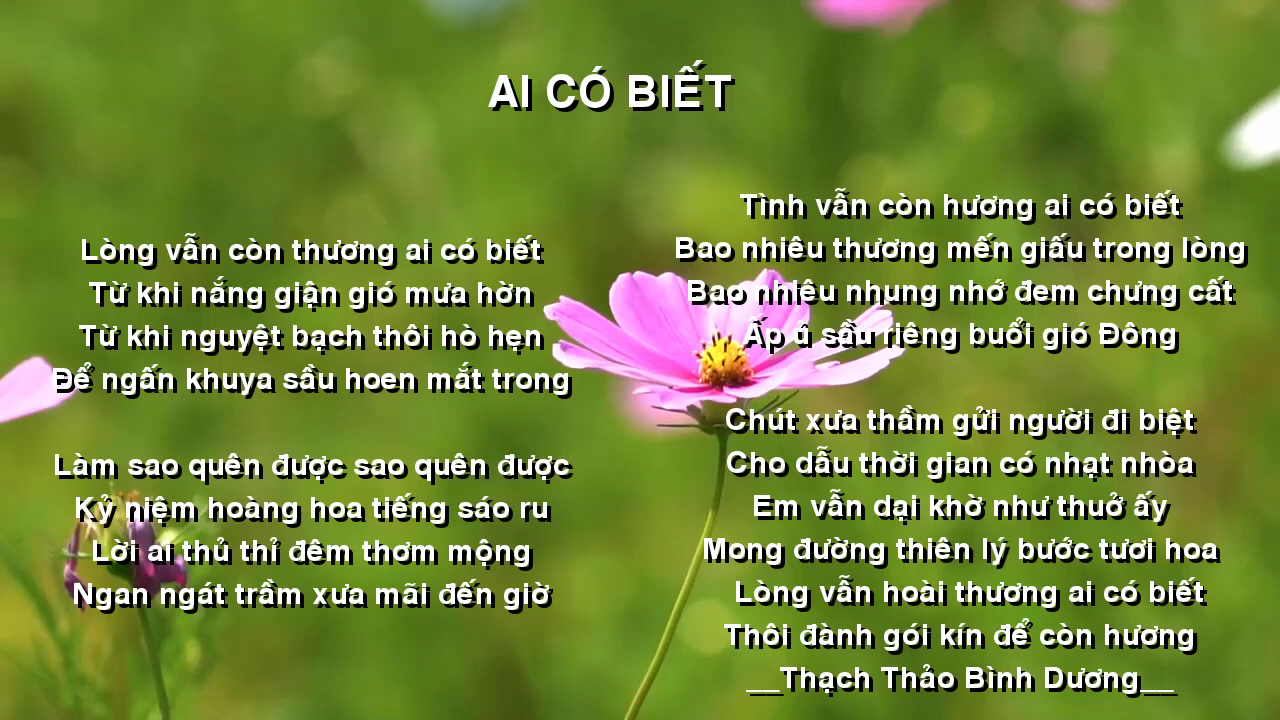 AI CÓ BIẾT
Lòng vẫn còn thương ai có biết
Từ khi nắng giận gió mưa hờn
Từ khi nguyệt bạch thôi hò hẹn
Để ngấn khuya sầu hoen mắt trong
Làm sao quên được sao quên được
Kỷ niệm hoàng hoa tiếng sáo ru
Lời ai thủ thỉ đêm thơm mộng
Ngan ngát trầm xưa mãi đến giờ
Tình vẫn còn hương ai có biết
Bao nhiêu thương mến giấu trong lòng
Bao nhiêu nhung nhớ đem chưng cất
Ấp ủ sầu riêng buổi gió Đông
Chút xưa thầm gửi người đi biệt
Cho dẫu thời gian có nhạt nhòa
Em vẫn dại khờ như thuở ấy
Mong đường thiên lý bước tươi hoa
Lòng vẫn hoài thương ai có biết
Thôi đành gói kín để còn hương
__Thạch Thảo Bình Dương__